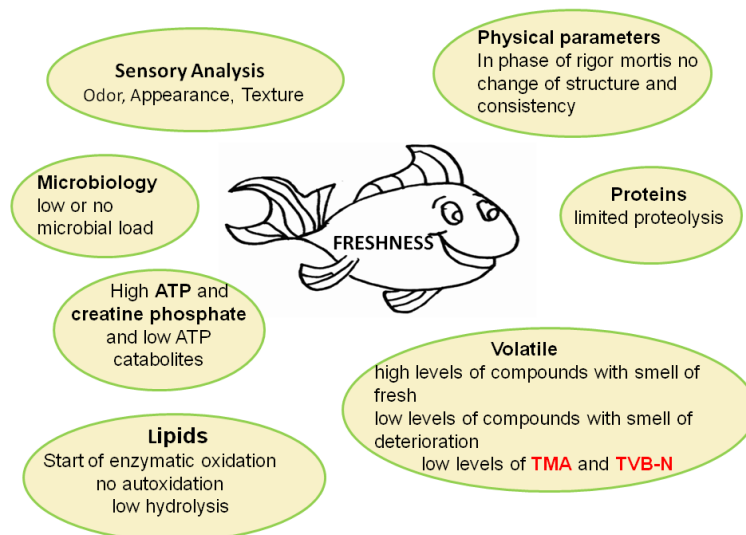 Sensory Analysis
Odor, Appearance, Texture
Physical parameters
In phase of rigor mortis no
change of structure and
consistency
Microbiology
low or no
microbial load
FRESHNESS
Proteins
limited proteolysis
High ATP and
creatine phosphate
and low ATP
catabolites
Volatile
high levels of compounds with smell of
fresh
low levels of compounds with smell of
deterioration
low levels of TMA and TVB-N
Lipids
Start of enzymatic oxidation
no autoxidation
low hydrolysis